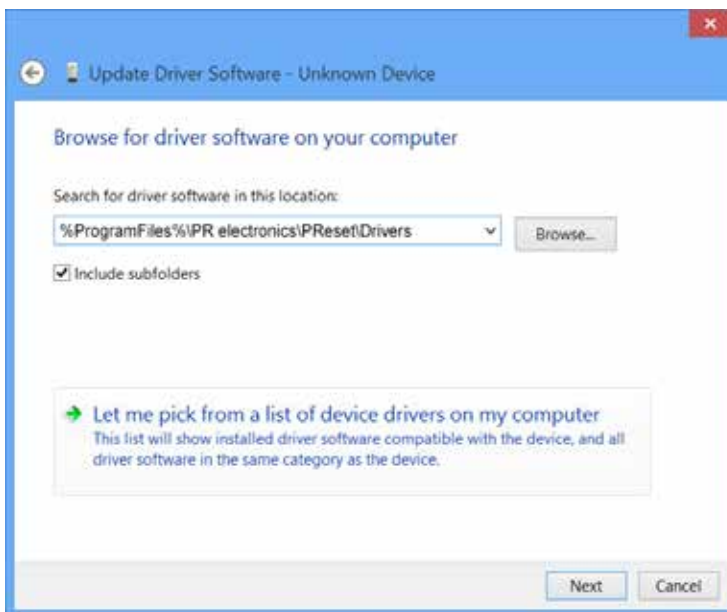 Update Driver Software - Unknown Device
Browse for driver software on your computer
Search for driver software in this location:
%ProgramFiles%\PR electronics\PReset\Drivers
Browse...
Include subfolders
Let me pick from a list of device drivers on my computer
This list will show installed driver software compatible with the device, and all
driver software in the same category as the device.
Next
Cancel